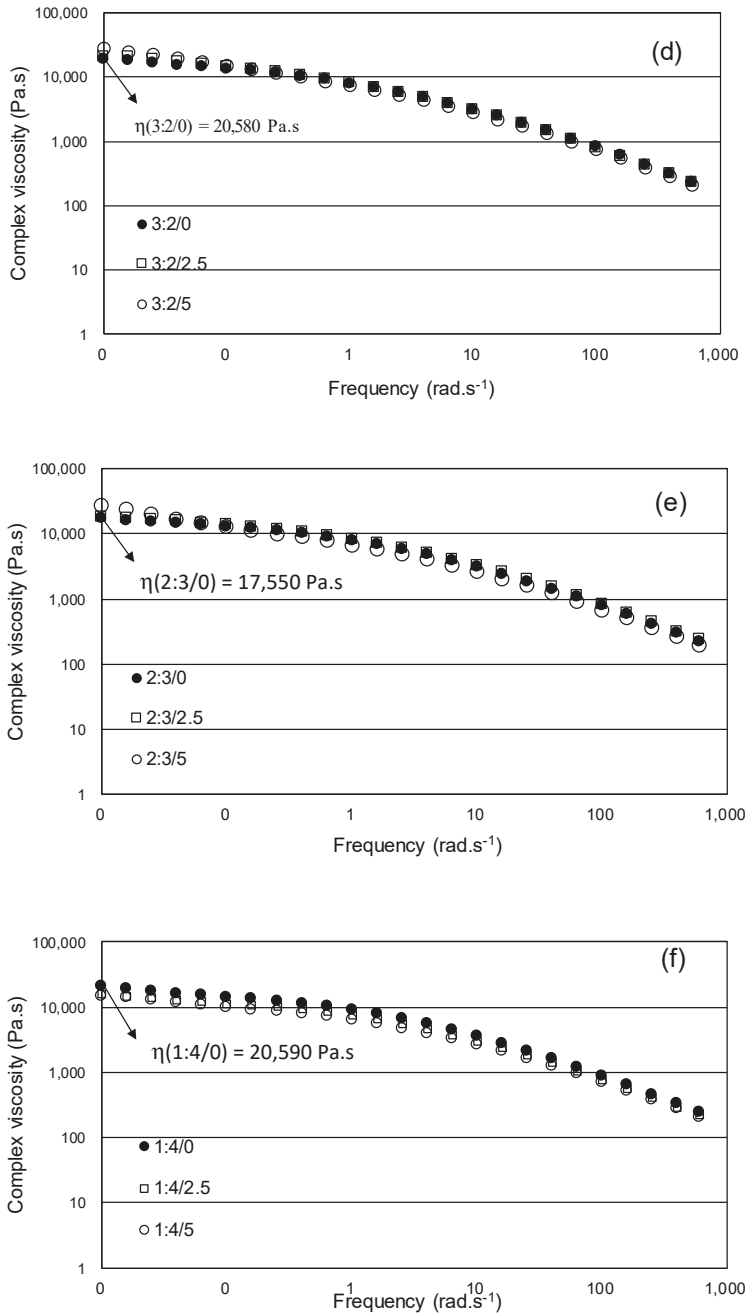 (d)
Complex viscosity (Pa.s)
100,000
10,000
1,000
100
10
1
η(3:2/0) = 20,580 Pa.s
3:2/0
3:2/2.5
3:2/5
0 0 1 10 100 1,000
Frequency (rad.s-1)
(e)
Complex viscosity (Pa.s)
100,000
10,000
1,000
100
10
1
η(2:3/0) = 17,550 Pa.s
2:3/0
2:3/2.5
2:3/5
0 0 1 10 100 1,000
Frequency (rad.s-1)
(f)
Complex viscosity (Pa.s)
100,000
10,000
1,000
100
10
1
η(1:4/0) = 20,590 Pa.s
1:4/0
1:4/2.5
1:4/5
0 0 1 10 100 1,000
Frequency (rad.s-1)